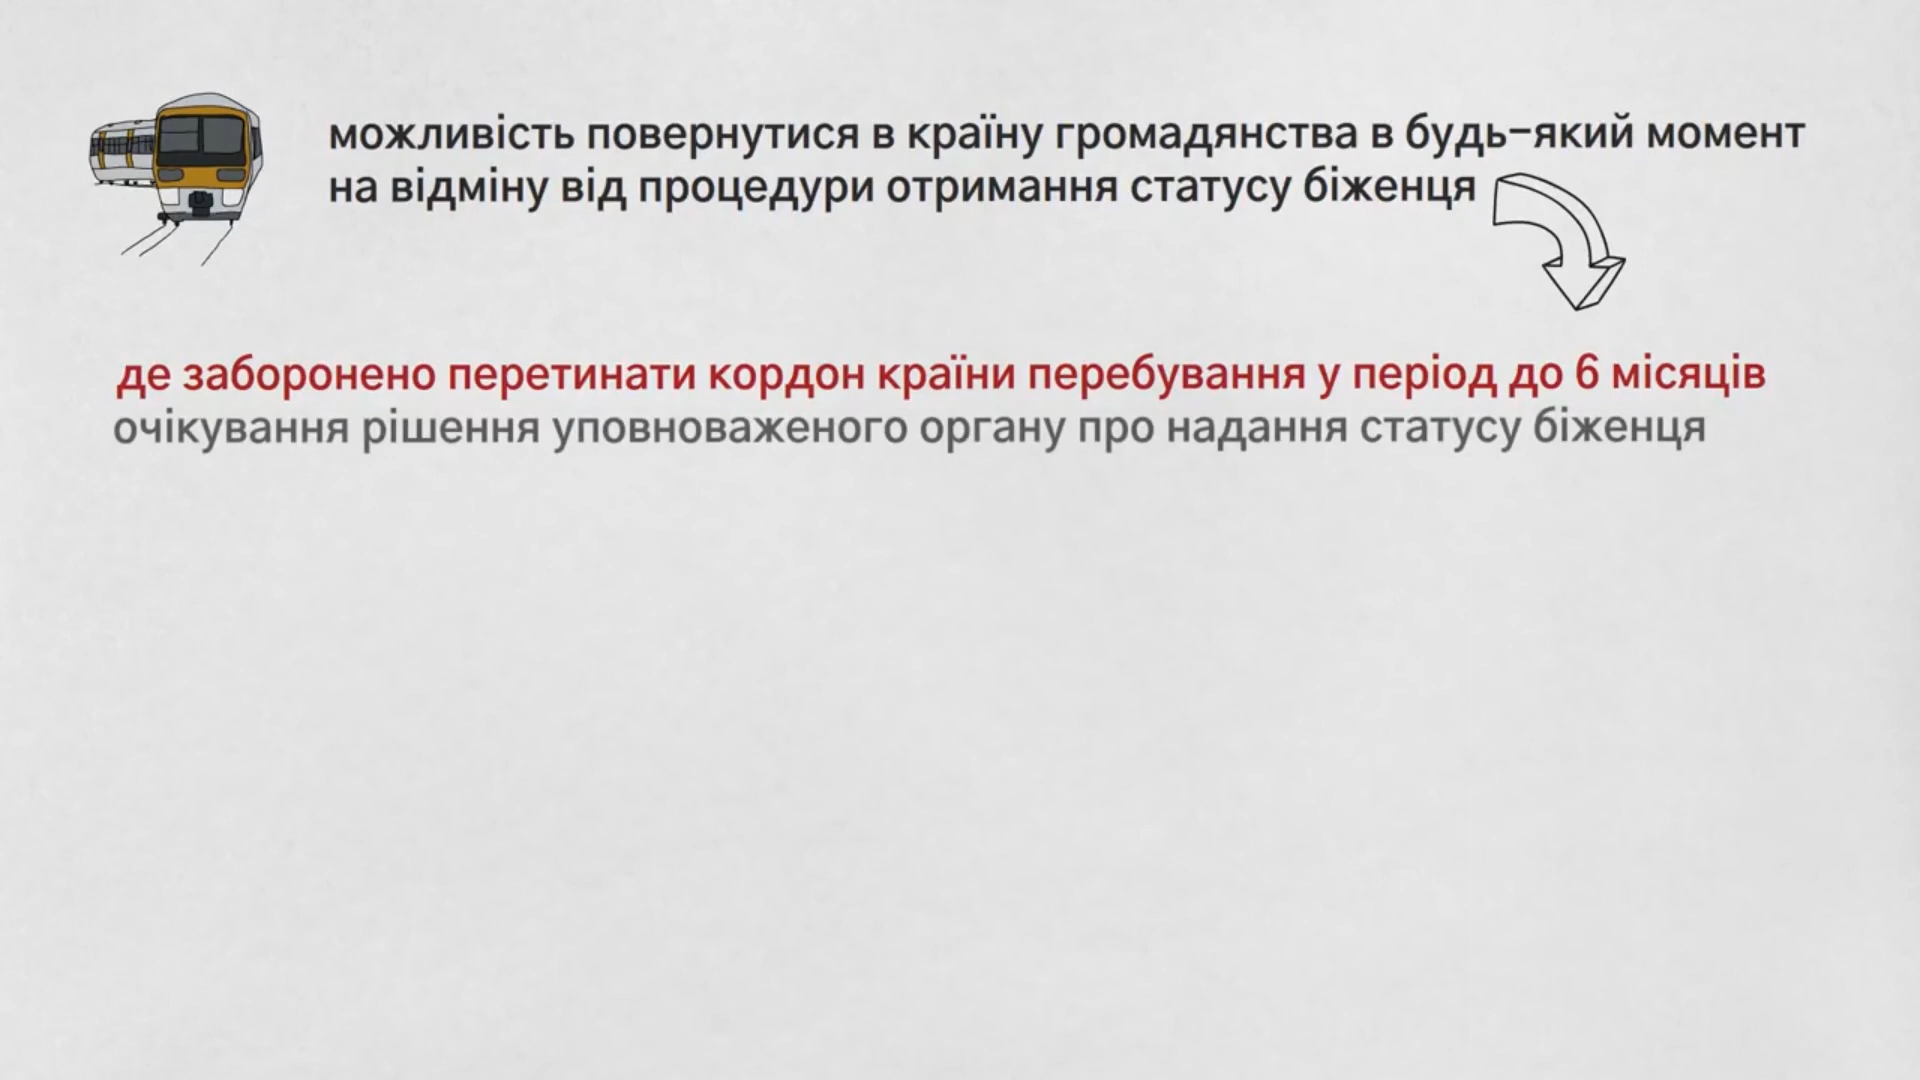 можливість повернутися в країну громадянства в будь-який момент
на відміну від процедури отримання статусу біженця
де заборонено перетинати кордон країни перебування у період до 6 місяців
очікування рішення уповноваженого органу про надання статусу біженця